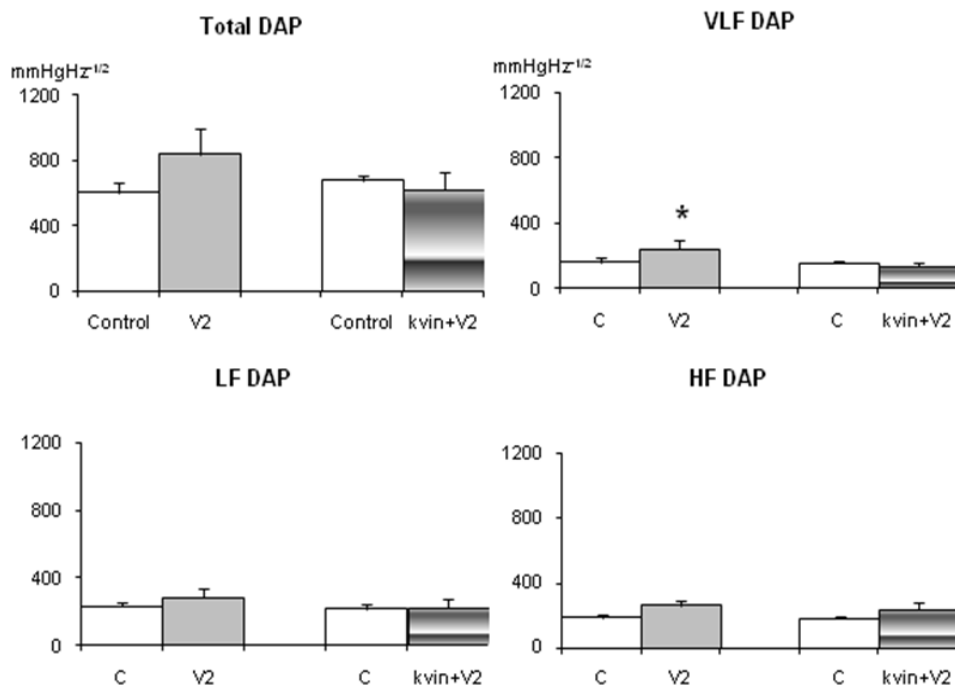 Total DAP
mmHgHz-1/2
1200
800
400
0
Control V2 Control kvin+V2
VLF DAP
mmHgHz-1/2
1200
800
400
0
*
C V2 C kvin+V2
LF DAP
1200
800
400
0
C V2 C kvin+V2
HF DAP
1200
800
400
0
C V2 C kvin+V2